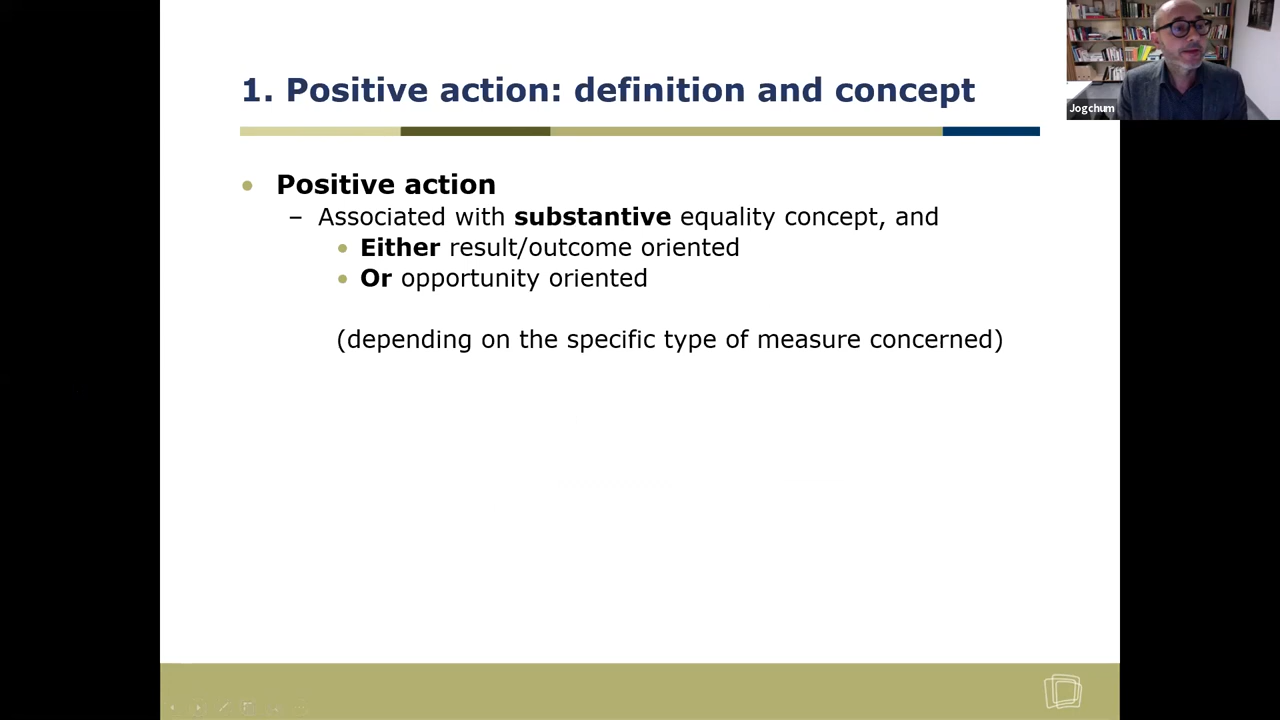 1. Positive action: definition and concept
Jogchum
• Positive action
– Associated with substantive equality concept, and
• Either result/outcome oriented
• Or opportunity oriented
(depending on the specific type of measure concerned)